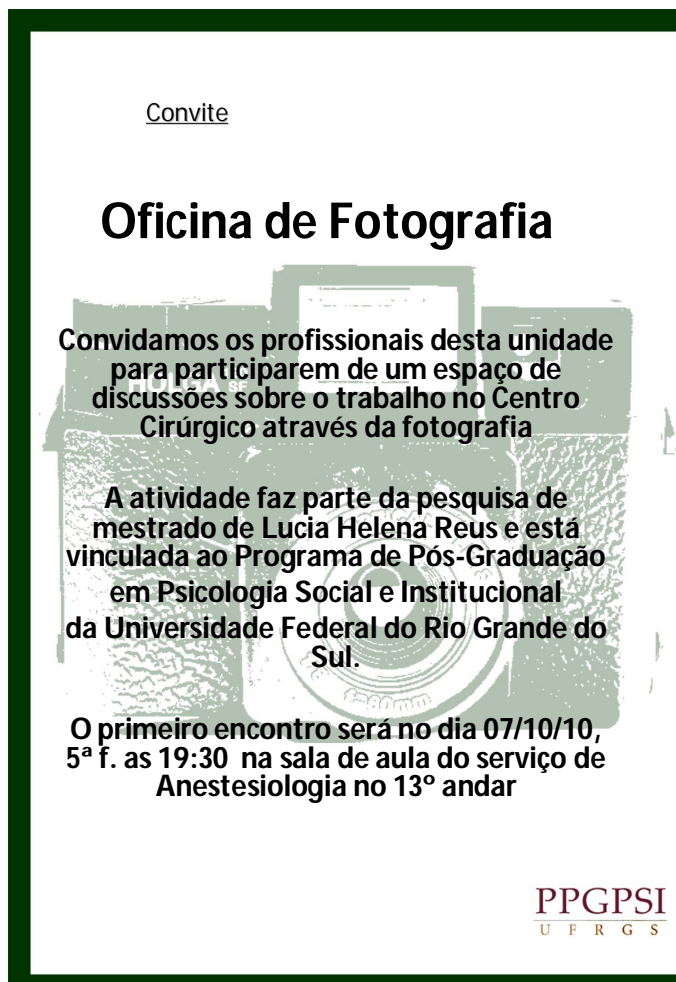 Convite
Oficina de Fotografia
Convidamos os profissionais desta unidade
para participarem de um espaço de
HOLGA SF
discussões sobre o trabalho no Centro
Cirúrgico através da fotografia
A atividade faz parte da pesquisa de
mestrado de Lucia Helena Reus e está
vinculada ao Programa de Pós-Graduação
em Psicologia Social e Institucional
da Universidade Federal do Rio Grande do
Sul.
f=60mm
O primeiro encontro será no dia 07/10/10,
5ª f. as 19:30 na sala de aula do serviço de
Anestesiologia no 13º andar
PPGPSI
UFRGS